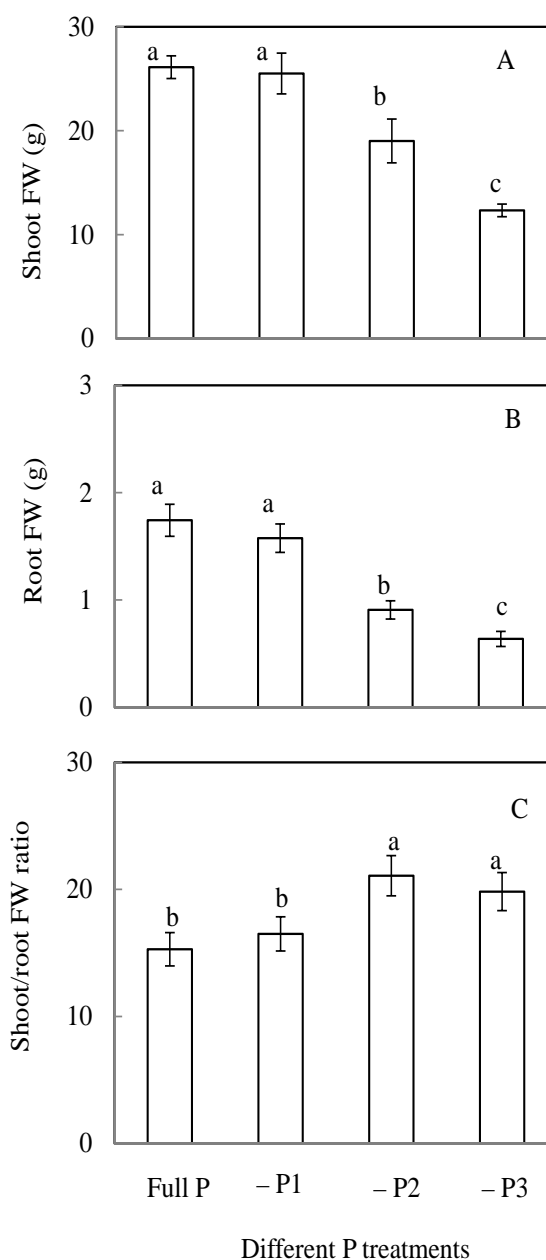 30
20
10
0
Shoot FW (g)
A
a
a
b
c
3
2
1
0
Root FW (g)
B
a
a
b
c
30
20
10
0
Shoot/root FW ratio
C
b
b
a
a
Full P
– P1
– P2
– P3
Different P treatments